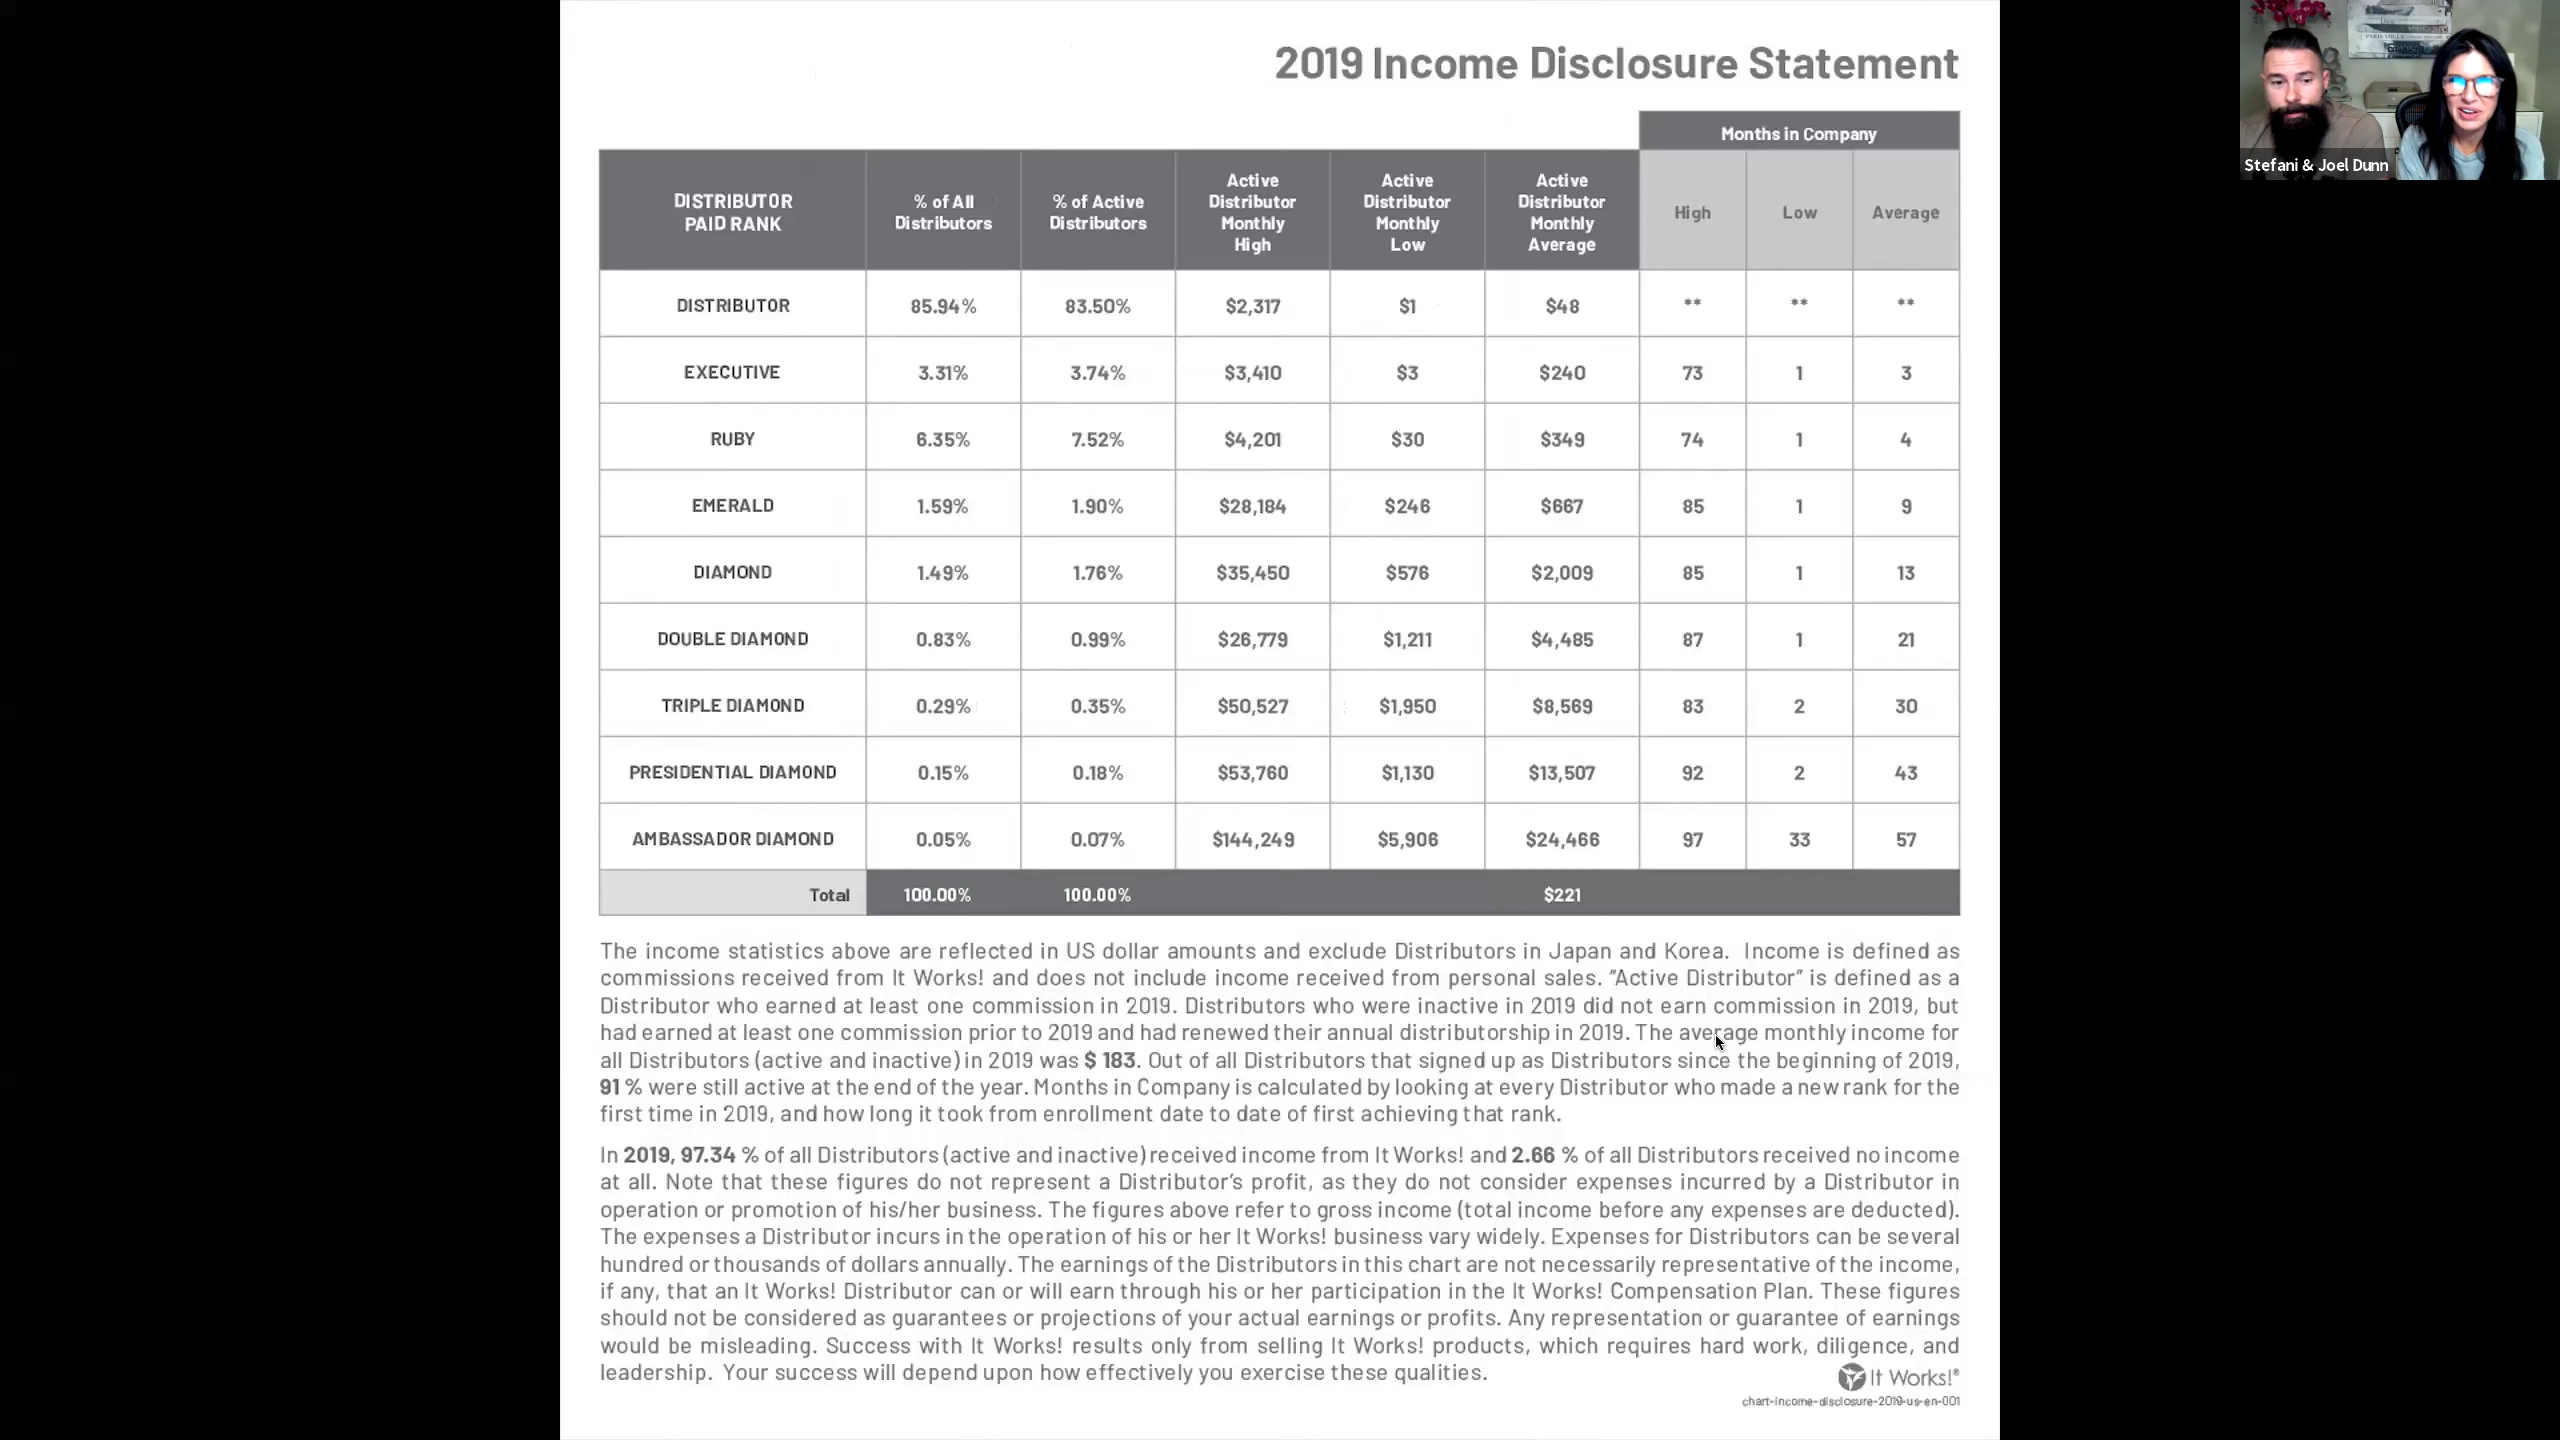 2019 Income Disclosure Statement
Stefani & Joel Dunn
Months in Company
DISTRIBUTOR PAID RANK % of All Distributors % of Active Distributors Active Distributor Monthly High Active Distributor Monthly Low Active Distributor Monthly Average High Low Average
DISTRIBUTOR 85.94% 83.50% $2,317 $1 $48 ** ** **
EXECUTIVE 3.31% 3.74% $3,410 $3 $240 73 1 3
RUBY 6.35% 7.52% $4,201 $30 $349 74 1 4
EMERALD 1.59% 1.90% $28,184 $246 $667 85 1 9
DIAMOND 1.49% 1.76% $35,450 $576 $2,009 85 1 13
DOUBLE DIAMOND 0.83% 0.99% $26,779 $1,211 $4,485 87 1 21
TRIPLE DIAMOND 0.29% 0.35% $50,527 $1,950 $8,569 83 2 30
PRESIDENTIAL DIAMOND 0.15% 0.18% $53,760 $1,130 $13,507 92 2 43
AMBASSADOR DIAMOND 0.05% 0.07% $144,249 $5,906 $24,466 97 33 57
Total 100.00% 100.00% $221
The income statistics above are reflected in US dollar amounts and exclude Distributors in Japan and Korea. Income is defined as
commissions received from It Works! and does not include income received from personal sales. "Active Distributor" is defined as a
Distributor who earned at least one commission in 2019. Distributors who were inactive in 2019 did not earn commission in 2019, but
had earned at least one commission prior to 2019 and had renewed their annual distributorship in 2019. The average monthly income for
all Distributors (active and inactive) in 2019 was $ 183. Out of all Distributors that signed up as Distributors since the beginning of 2019,
91 % were still active at the end of the year. Months in Company is calculated by looking at every Distributor who made a new rank for the
first time in 2019, and how long it took from enrollment date to date of first achieving that rank.
In 2019, 97.34 % of all Distributors (active and inactive) received income from It Works! and 2.66 % of all Distributors received no income
at all. Note that these figures do not represent a Distributor's profit, as they do not consider expenses incurred by a Distributor in
operation or promotion of his/her business. The figures above refer to gross income (total income before any expenses are deducted).
The expenses a Distributor incurs in the operation of his or her It Works! business vary widely. Expenses for Distributors can be several
hundred or thousands of dollars annually. The earnings of the Distributors in this chart are not necessarily representative of the income,
if any, that an It Works! Distributor can or will earn through his or her participation in the It Works! Compensation Plan. These figures
should not be considered as guarantees or projections of your actual earnings or profits. Any representation or guarantee of earnings
would be misleading. Success with It Works! results only from selling It Works! products, which requires hard work, diligence, and
leadership. Your success will depend upon how effectively you exercise these qualities.
It Works!®
chart-income-disclosure-2019-us-en-001